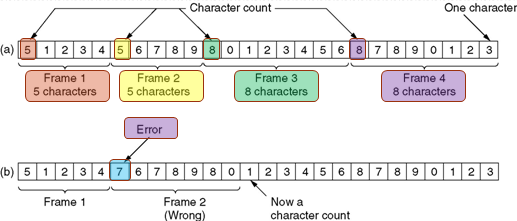 Character count One character
(a) 5 1 2 3 4 5 6 7 8 9 8 0 1 2 3 4 5 6 8 7 8 9 0 1 2 3
Frame 1 Frame 2 Frame 3 Frame 4
5 characters 5 characters 8 characters 8 characters
Error
(b) 5 1 2 3 4 7 6 7 8 9 8 0 1 2 3 4 5 6 8 7 8 9 0 1 2 3
Frame 1 Frame 2 Now a
(Wrong) character count